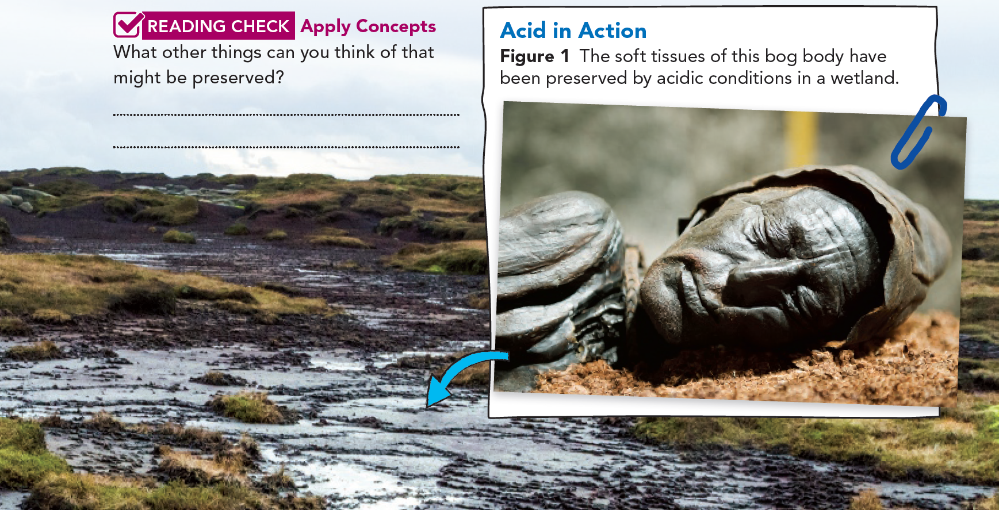 READING CHECK Apply Concepts
What other things can you think of that
might be preserved?
Acid in Action
Figure 1 The soft tissues of this bog body have
been preserved by acidic conditions in a wetland.